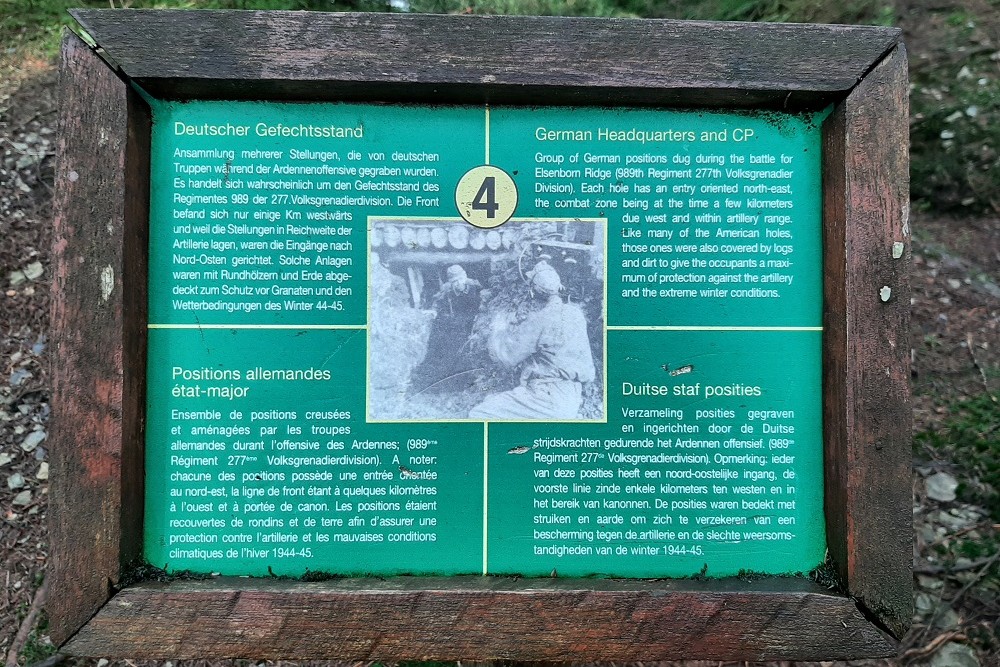 Deutscher Gefechtsstand
Ansammlung mehrerer Stellungen, die von deutschen
Truppen während der Ardennenoffensive gegraben wurden.
Es handelt sich wahrscheinlich um den Gefechtsstand des
Regimentes 989 der 277.Volksgrenadierdivision. Die Front
befand sich nur einige Km westwärts
und weil die Stellungen in Reichweite der
Artillerie lagen, waren die Eingänge nach
Nord-Osten gerichtet. Solche Anlagen
waren mit Rundhölzern und Erde abge-
deckt zum Schutz vor Granaten und den
Wetterbedingungen des Winter 44-45.
4
German Headquarters and CP
Group of German positions dug during the battle for
Elsenborn Ridge (989th Regiment 277th Volksgrenadier
Division). Each hole has an entry oriented north-east,
the combat zone being at the time a few kilometers
due west and within artillery range.
Like many of the American holes,
those ones were also covered by logs
and dirt to give the occupants a maxi-
mum of protection against the artillery
and the extreme winter conditions.
Positions allemandes
état-major
Ensemble de positions creusées
et aménagées par les troupes
allemandes durant l'offensive des Ardennes; (989ème
Régiment 277ème Volksgrenadierdivision). A noter:
chacune des positions possède une entrée orientée
au nord-est, la ligne de front étant à quelques kilomètres
à l'ouest et à portée de canon. Les positions étaient
recouvertes de rondins et de terre afin d'assurer une
protection contre l'artillerie et les mauvaises conditions
climatiques de l'hiver 1944-45.
Duitse staf posities
Verzameling posities gegraven
en ingerichten door de Duitse
strijdskrachten gedurende het Ardennen offensief. (989de
Regiment 277de Volksgrenadierdivision). Opmerking: ieder
van deze posities heeft een noord-oostelijke ingang, de
voorste linie zinde enkele kilometers ten westen en in
het bereik van kanonnen. De posities waren bedekt met
struiken en aarde om zich te verzekeren van een
bescherming tegen de artillerie en de slechte weersoms-
tandigheden van de winter 1944-45.